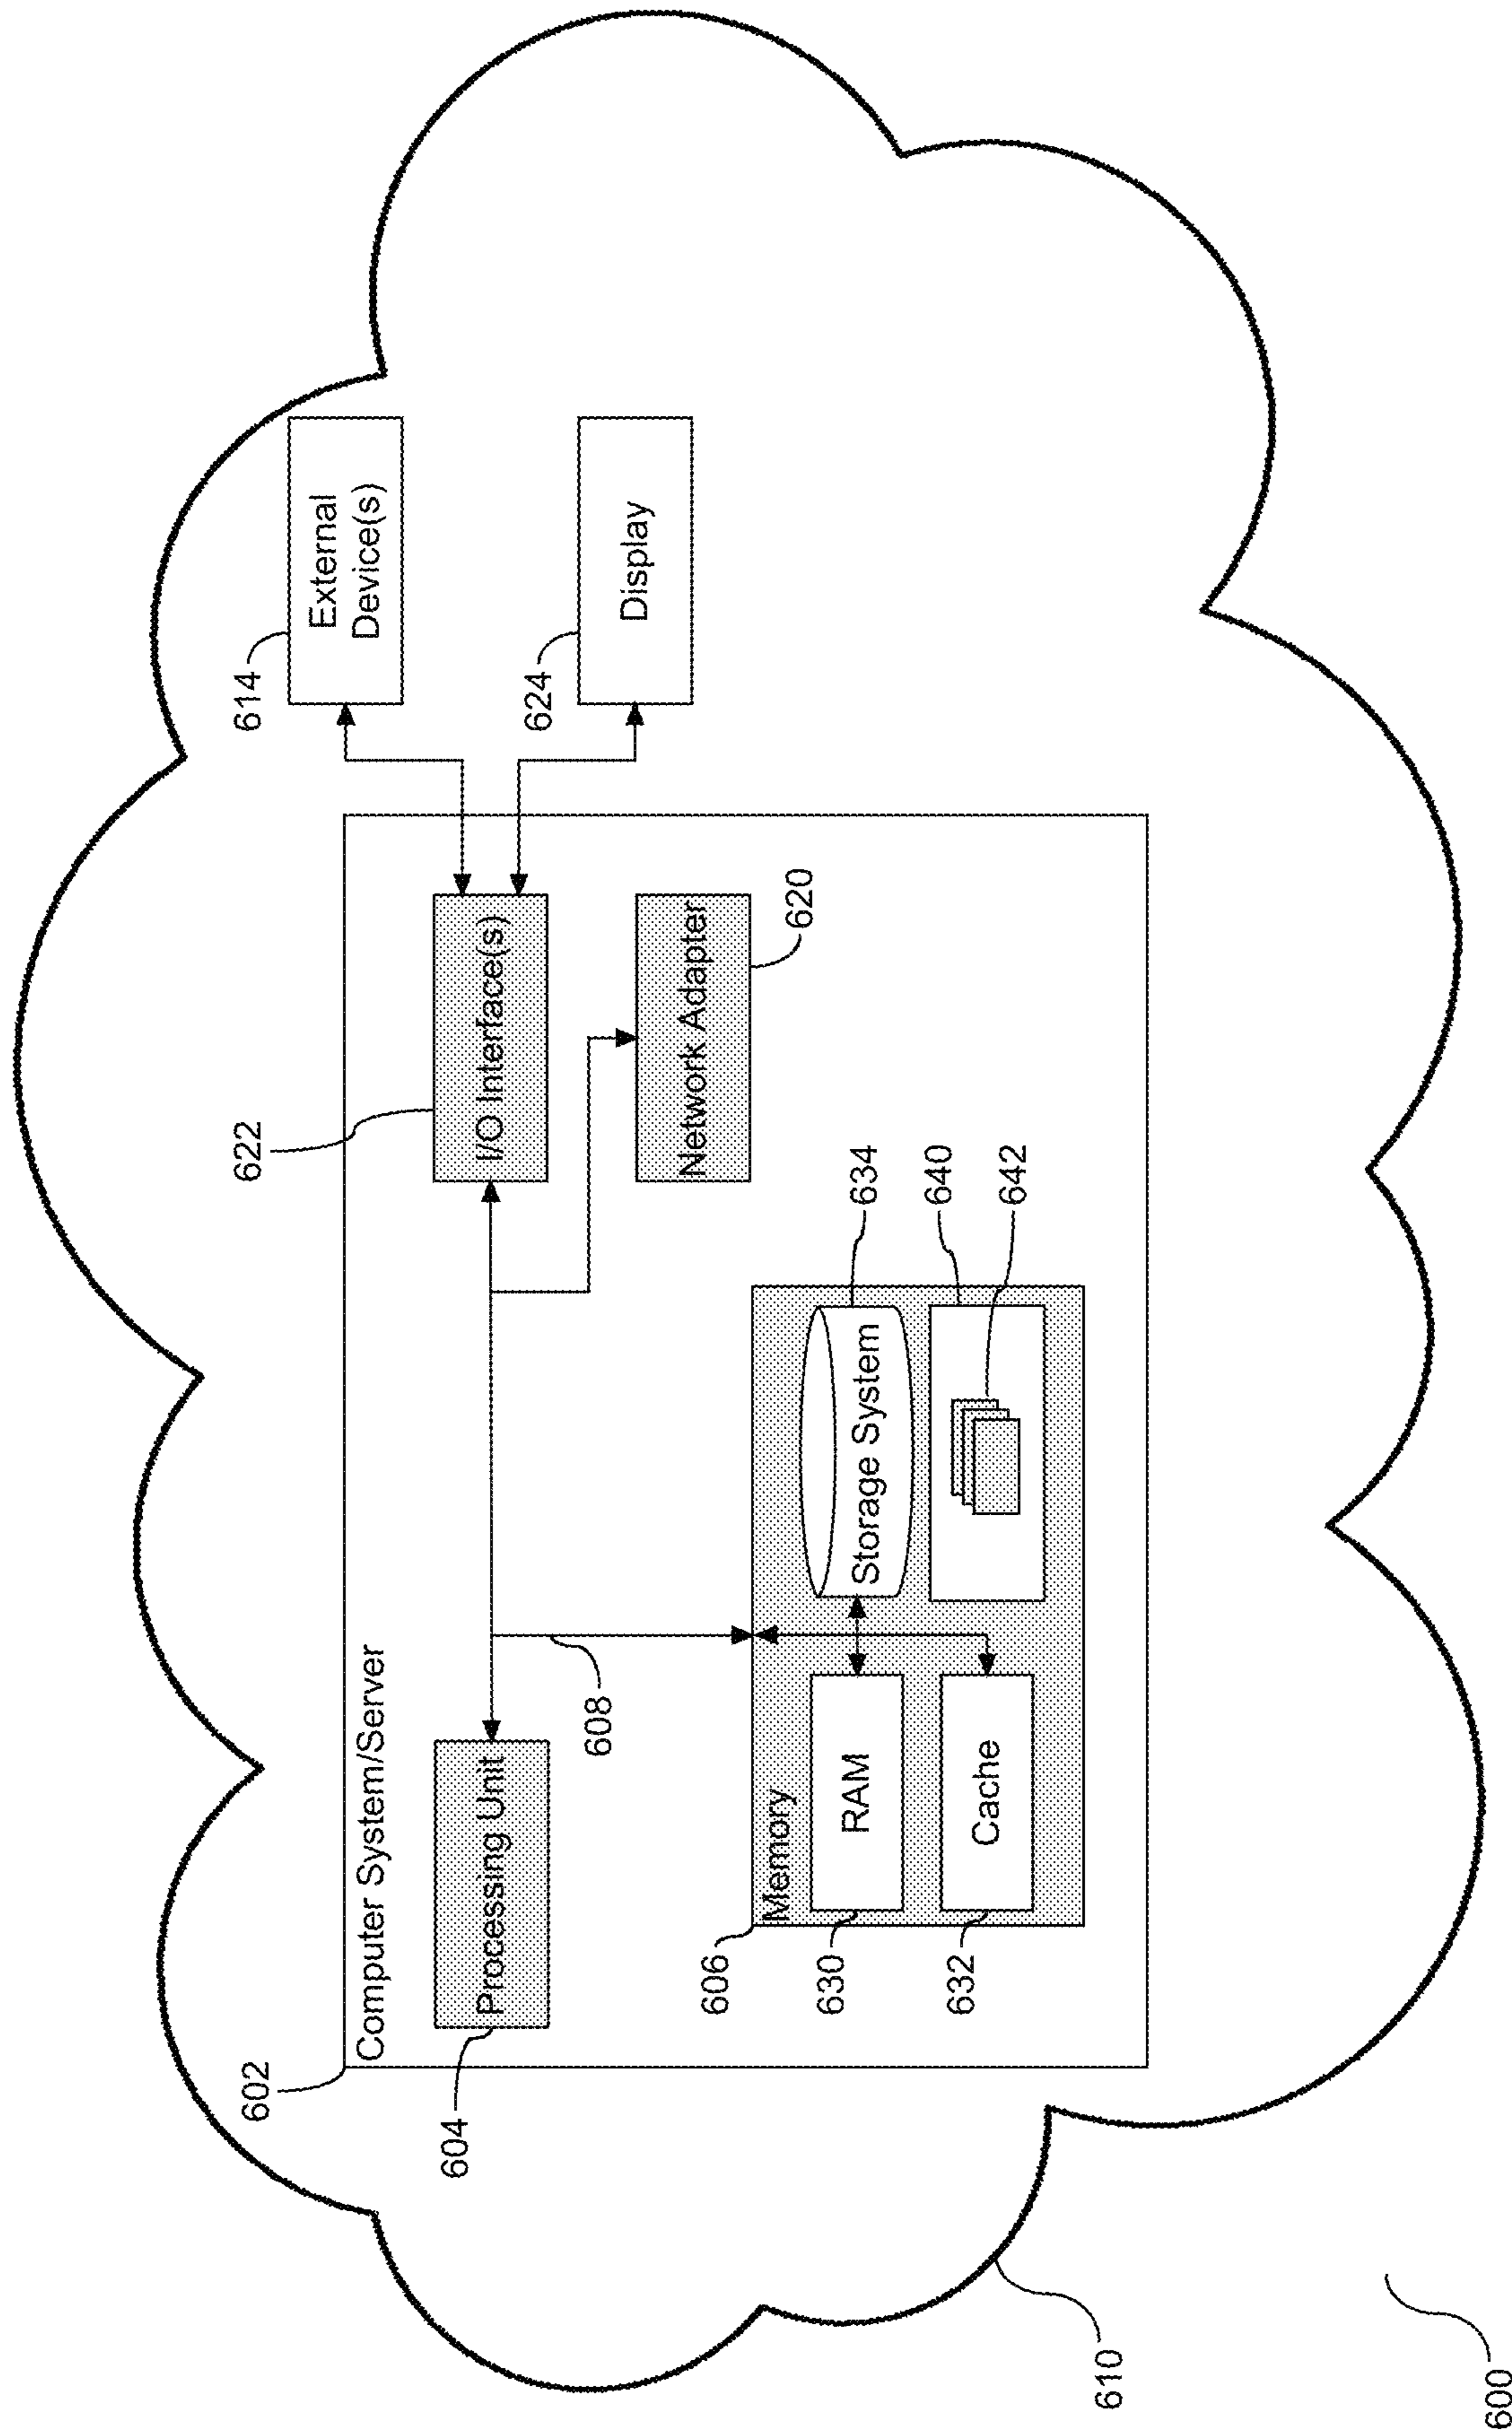 614
External
Device(s)
624
Display
602
Computer System/Server
604
Processing Unit
608
622
I/O Interface(s)
Network Adapter
620
606
Memory
630
RAM
632
Cache
Storage System
634
640
642
610
600